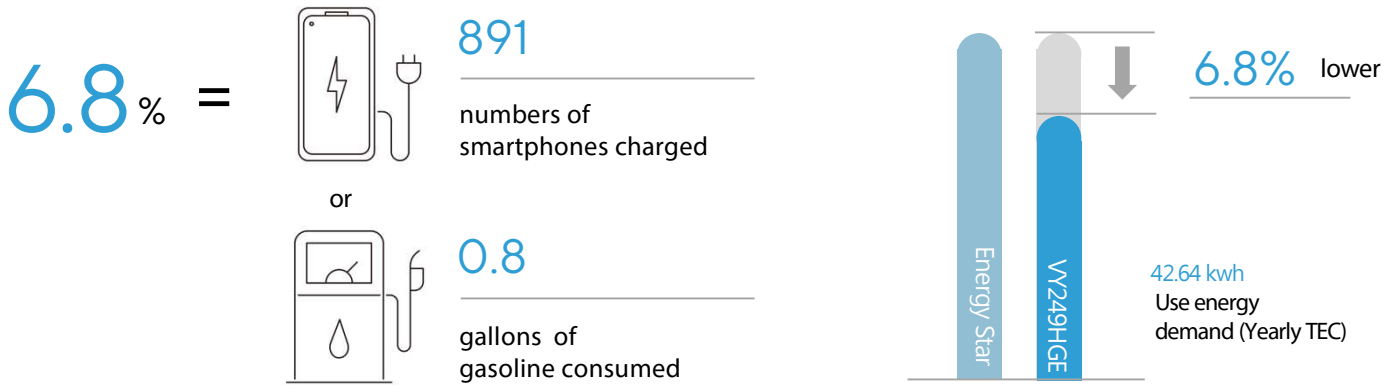 6.8 % =
891
numbers of
smartphones charged
or
0.8
gallons of
gasoline consumed
6.8% lower
Energy Star
VY249HGE
42.64 kwh
Use energy
demand (Yearly TEC)